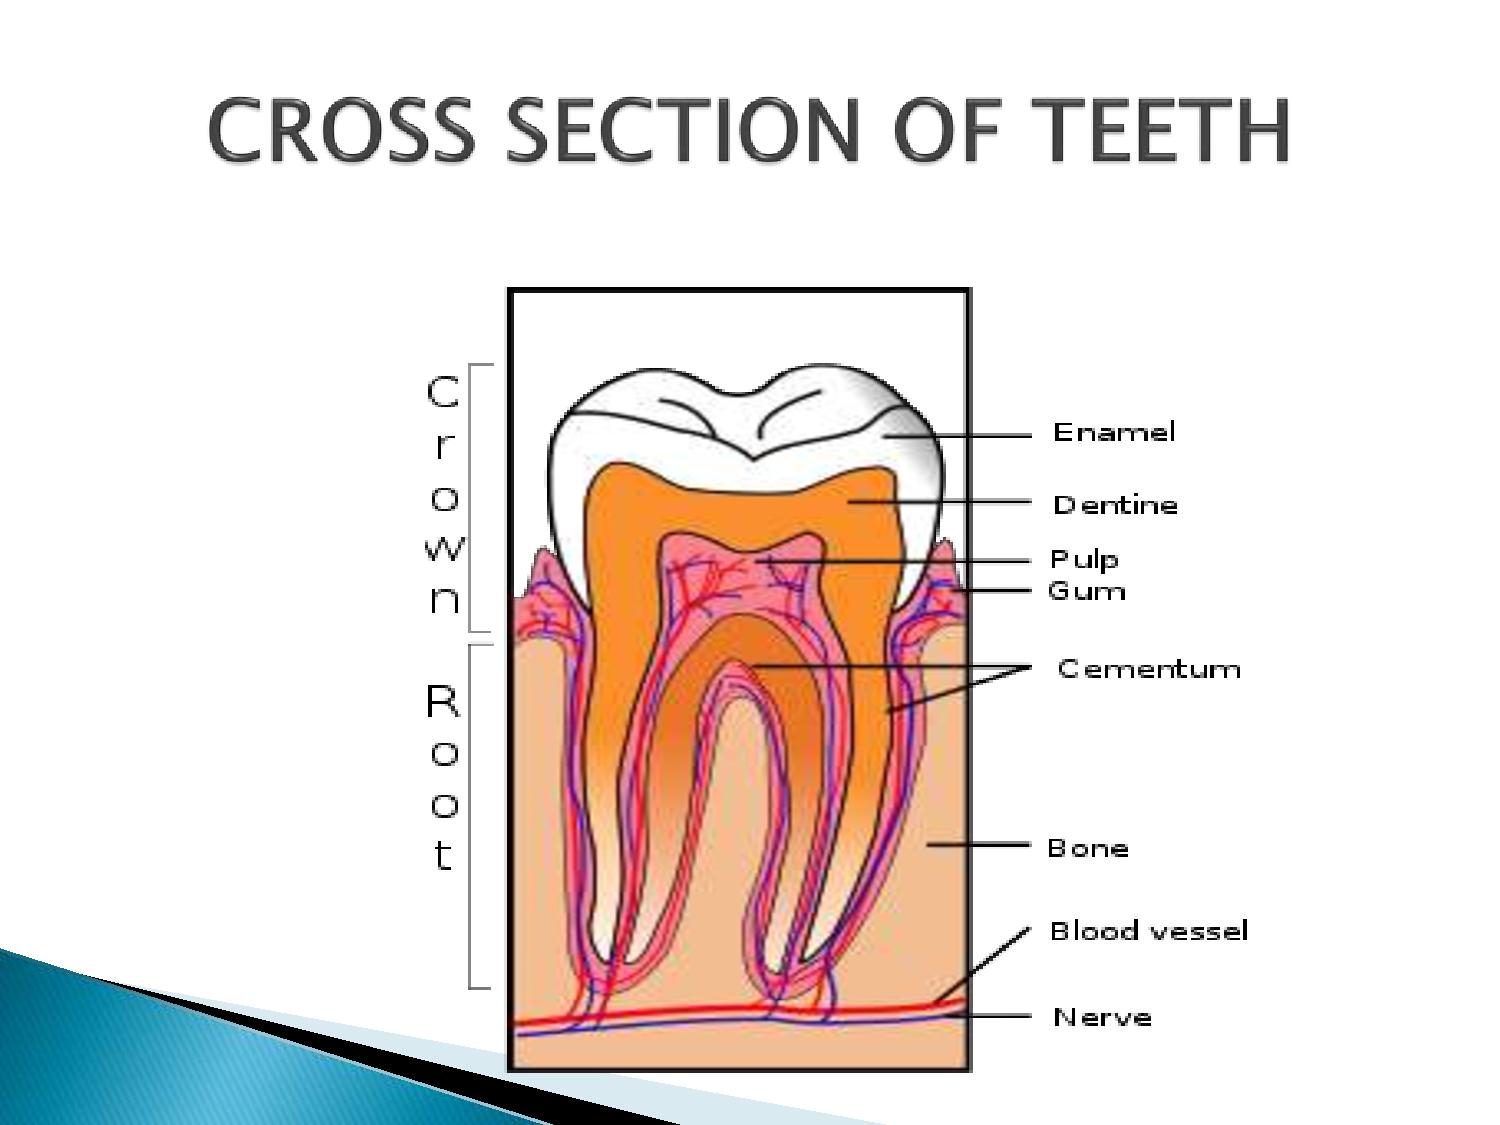 CROSS SECTION OF TEETH
Crown
Root
Enamel
Dentine
Pulp
Gum
Cementum
Bone
Blood vessel
Nerve